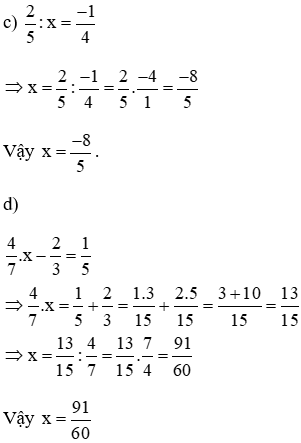 c) 2/5 : x = −1/4
⇒ x = 2/5 : −1/4 = 2/5 . −4/1 = −8/5
Vậy x = −8/5 .
d)
4/7 .x − 2/3 = 1/5
⇒ 4/7 .x = 1/5 + 2/3 = 1.3/15 + 2.5/15 = 3+10/15 = 13/15
⇒ x = 13/15 : 4/7 = 13/15 . 7/4 = 91/60
Vậy x = 91/60